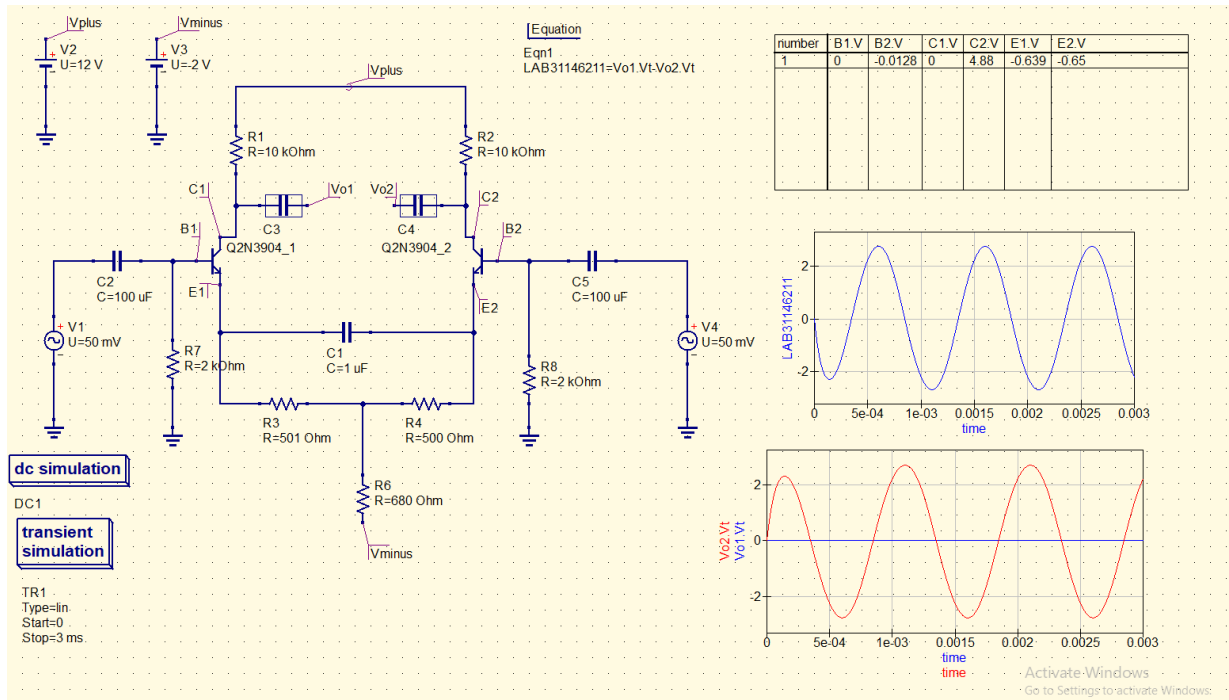 Vplus
V2
U=12 V
Vminus
V3
U=-2 V
Equation
Eqn1
LAB31146211=Vo1.Vt-Vo2.Vt
number B1.V B2.V C1.V C2.V E1.V E2.V
1 0 -0.0128 0 4.88 -0.639 -0.65
Vplus
R1
R=10 kOhm
R2
R=10 kOhm
C1
Vo1
C3
Vo2
C4
C2
B1
Q2N3904_1
Q2N3904_2
B2
C2
C=100 uF
E1
E2
C5
C=100 uF
V1
U=50 mV
R7
R=2 kOhm
C1
C=1 uF
R8
R=2 kOhm
V4
U=50 mV
R3
R=501 Ohm
R4
R=500 Ohm
R6
R=680 Ohm
Vminus
dc simulation
DC1
transient
simulation
TR1
Type=lin
Start=0
Stop=3 ms
LAB31146211
2
0
-2
0 5e-04 1e-03 0.0015 0.002 0.0025 0.003
time
Vo2.Vt
Vo1.Vt
2
0
-2
0 5e-04 1e-03 0.0015 0.002 0.0025 0.003
time
time
Activate Windows
Go to Settings to activate Windows.